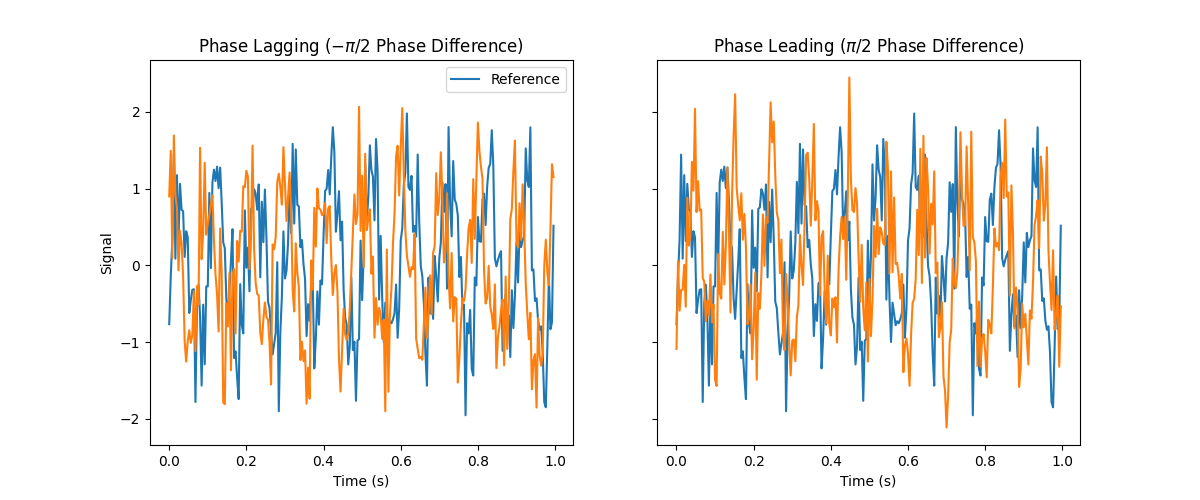 Phase Lagging (−π/2 Phase Difference)
Phase Leading (π/2 Phase Difference)
Reference
Signal
2
1
0
−1
−2
0.0 0.2 0.4 0.6 0.8 1.0
Time (s)
0.0 0.2 0.4 0.6 0.8 1.0
Time (s)